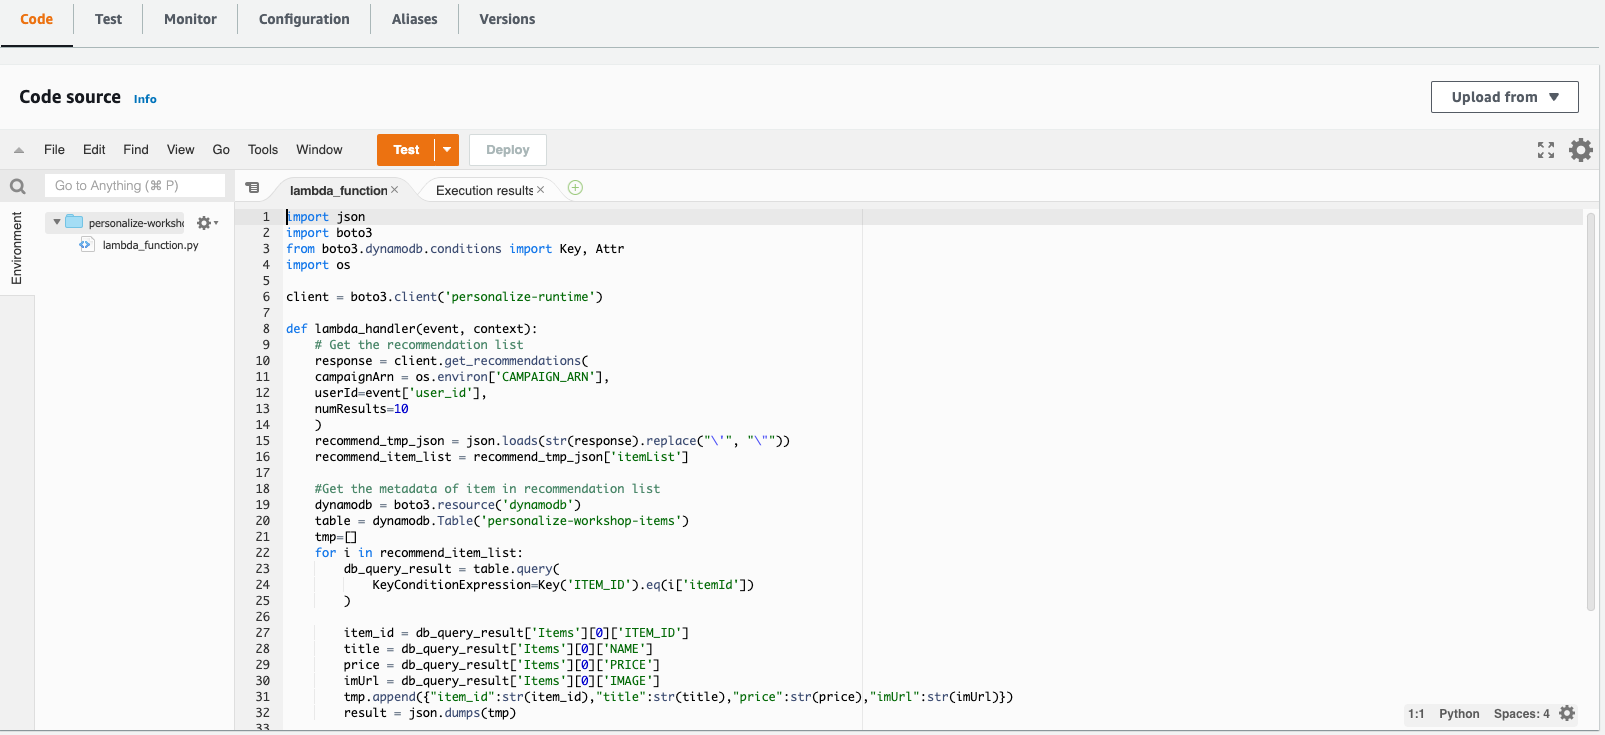 Code Test Monitor Configuration Aliases Versions
Code source Info
Upload from ▼
File Edit Find View Go Tools Window Test Deploy
Go to Anything (⌘ P)
lambda_function × Execution results ×
Environment
personalize-worksh
lambda_function.py
1 import json
2 import boto3
3 from boto3.dynamodb.conditions import Key, Attr
4 import os
5
6 client = boto3.client('personalize-runtime')
7
8 def lambda_handler(event, context):
9     # Get the recommendation list
10     response = client.get_recommendations(
11     campaignArn = os.environ['CAMPAIGN_ARN'],
12     userId=event['user_id'],
13     numResults=10
14     )
15     recommend_tmp_json = json.loads(str(response).replace("\'", "\""))
16     recommend_item_list = recommend_tmp_json['itemList']
17
18     #Get the metadata of item in recommendation list
19     dynamodb = boto3.resource('dynamodb')
20     table = dynamodb.Table('personalize-workshop-items')
21     tmp=[]
22     for i in recommend_item_list:
23         db_query_result = table.query(
24             KeyConditionExpression=Key('ITEM_ID').eq(i['itemId'])
25         )
26
27         item_id = db_query_result['Items'][0]['ITEM_ID']
28         title = db_query_result['Items'][0]['NAME']
29         price = db_query_result['Items'][0]['PRICE']
30         imUrl = db_query_result['Items'][0]['IMAGE']
31         tmp.append({"item_id":str(item_id),"title":str(title),"price":str(price),"imUrl":str(imUrl)})
32         result = json.dumps(tmp)
33
1:1 Python Spaces: 4